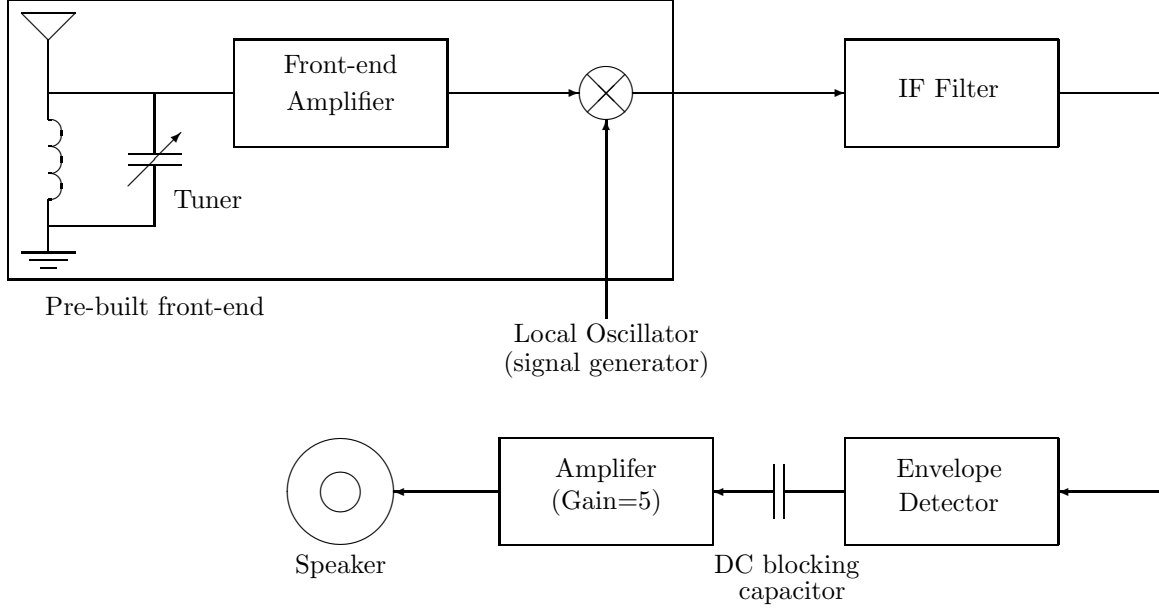 Front-end
Amplifier
IF Filter
Tuner
Pre-built front-end
Local Oscillator
(signal generator)
Amplifer
(Gain=5)
Envelope
Detector
Speaker
DC blocking
capacitor